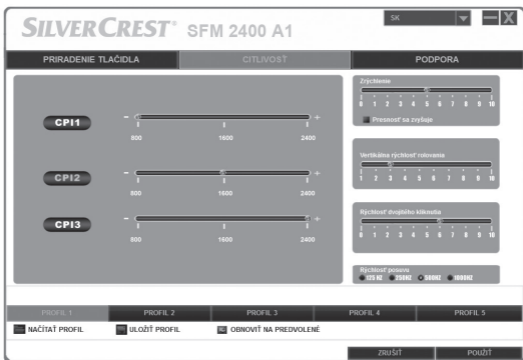 SILVERCREST® SFM 2400 A1
SK
PRIRADENIE TLAČIDLA CITLIVOSŤ PODPORA
Zrýchlenie
0 1 2 3 4 5 6 7 8 9 10
Presnosť sa zvyšuje
CPI1
- +
800 1600 2400
Vertikálna rýchlosť rolovania
1 2 3 4 5 6 7 8 9 10
CPI2
- +
800 1600 2400
CPI3
- +
800 1600 2400
Rýchlosť dvojitého kliknutia
0 1 2 3 4 5 6 7 8 9 10
Rýchlosť posuvu
125 HZ 250HZ 500HZ 1000HZ
PROFIL 1 PROFIL 2 PROFIL 3 PROFIL 4 PROFIL 5
NAČÍTAŤ PROFIL ULOŽIŤ PROFIL OBNOVIŤ NA PREDVOLENÉ
ZRUŠIŤ POUŽIŤ